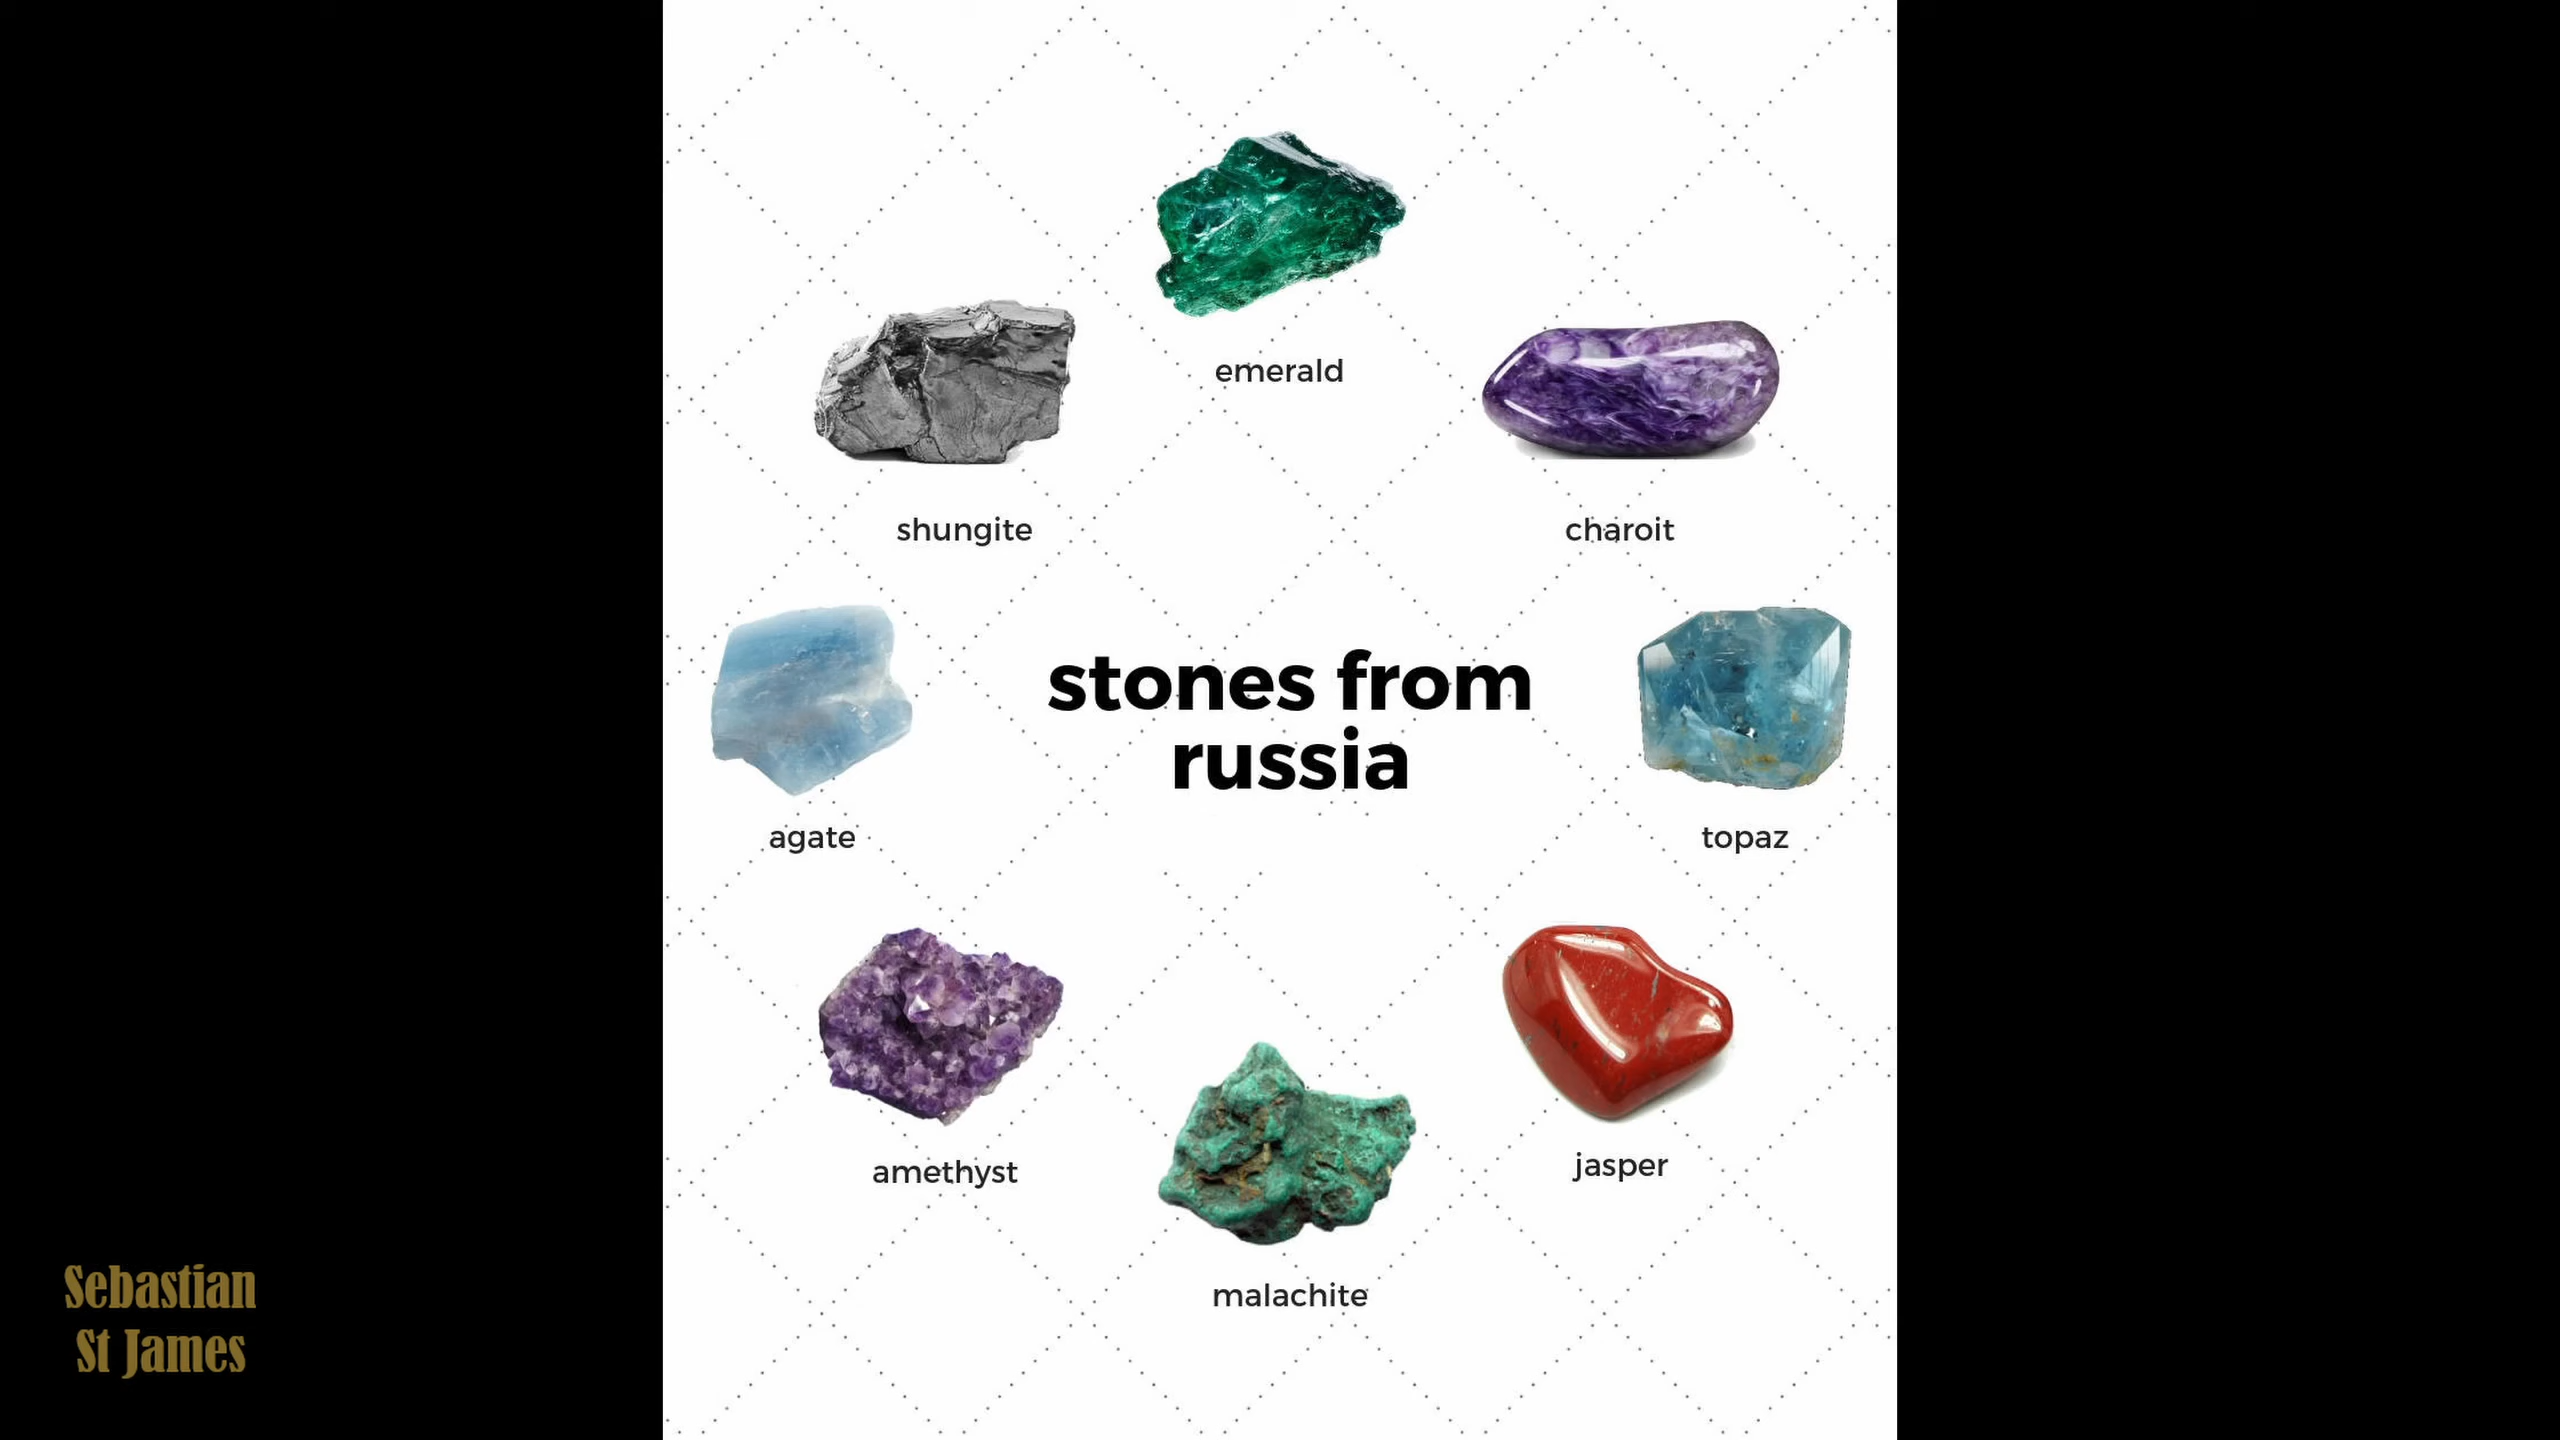 emerald
shungite
charoit
stones from
russia
agate
topaz
amethyst
jasper
malachite
Sebastian
St James